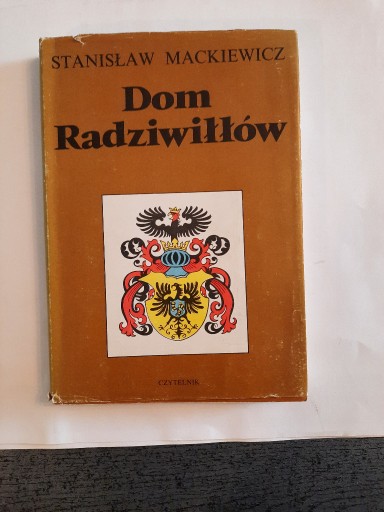 STANISŁAW MACKIEWICZ
Dom
Radziwiłłów
CZYTELNIK